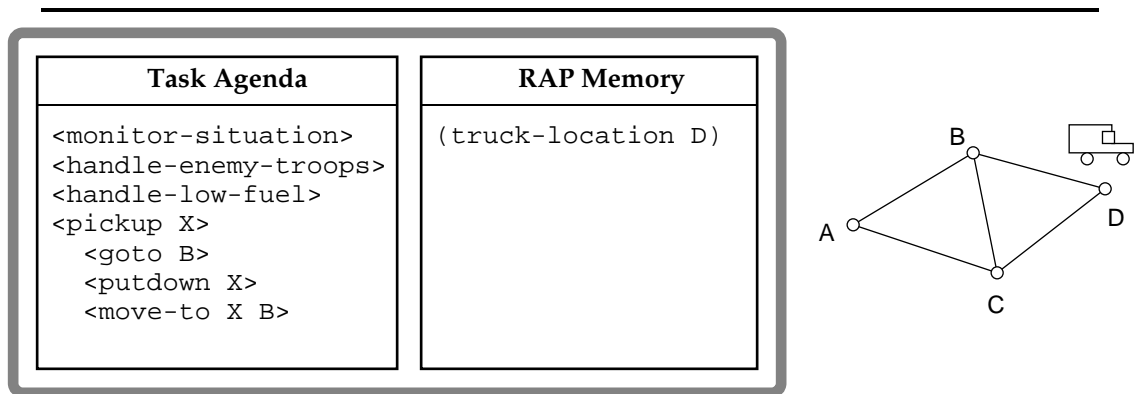 Task Agenda
<monitor-situation>
<handle-enemy-troops>
<handle-low-fuel>
<pickup X>
<goto B>
<putdown X>
<move-to X B>
RAP Memory
(truck-location D)
B
A
D
C